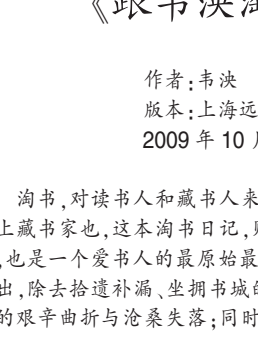 《跟韦泱淘
作者:韦泱
版本:上海远
2009年10月
淘书,对读书人和藏书人来
上藏书家也,这本淘书日记,则
,也是一个爱书人的最原始最
出,除去拾遗补漏、坐拥书城的
的艰辛曲折与沧桑失落;同时